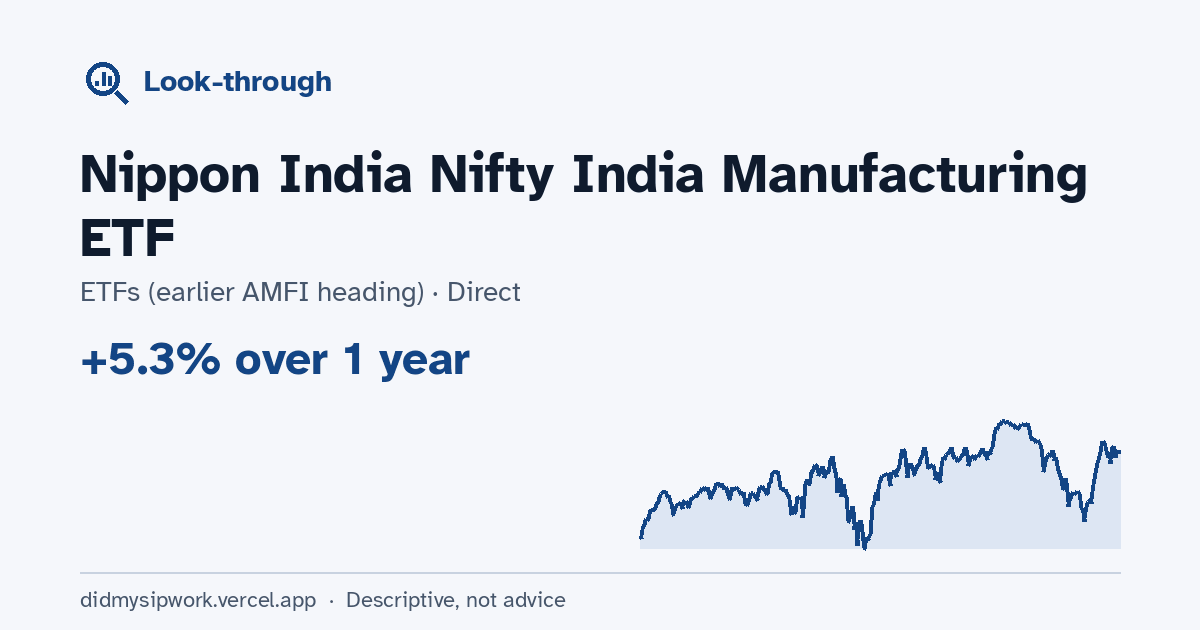 Look-through
Nippon India Nifty India Manufacturing
ETF
ETFs (earlier AMFI heading) · Direct
+5.3% over 1 year
didmysipwork.vercel.app · Descriptive, not advice